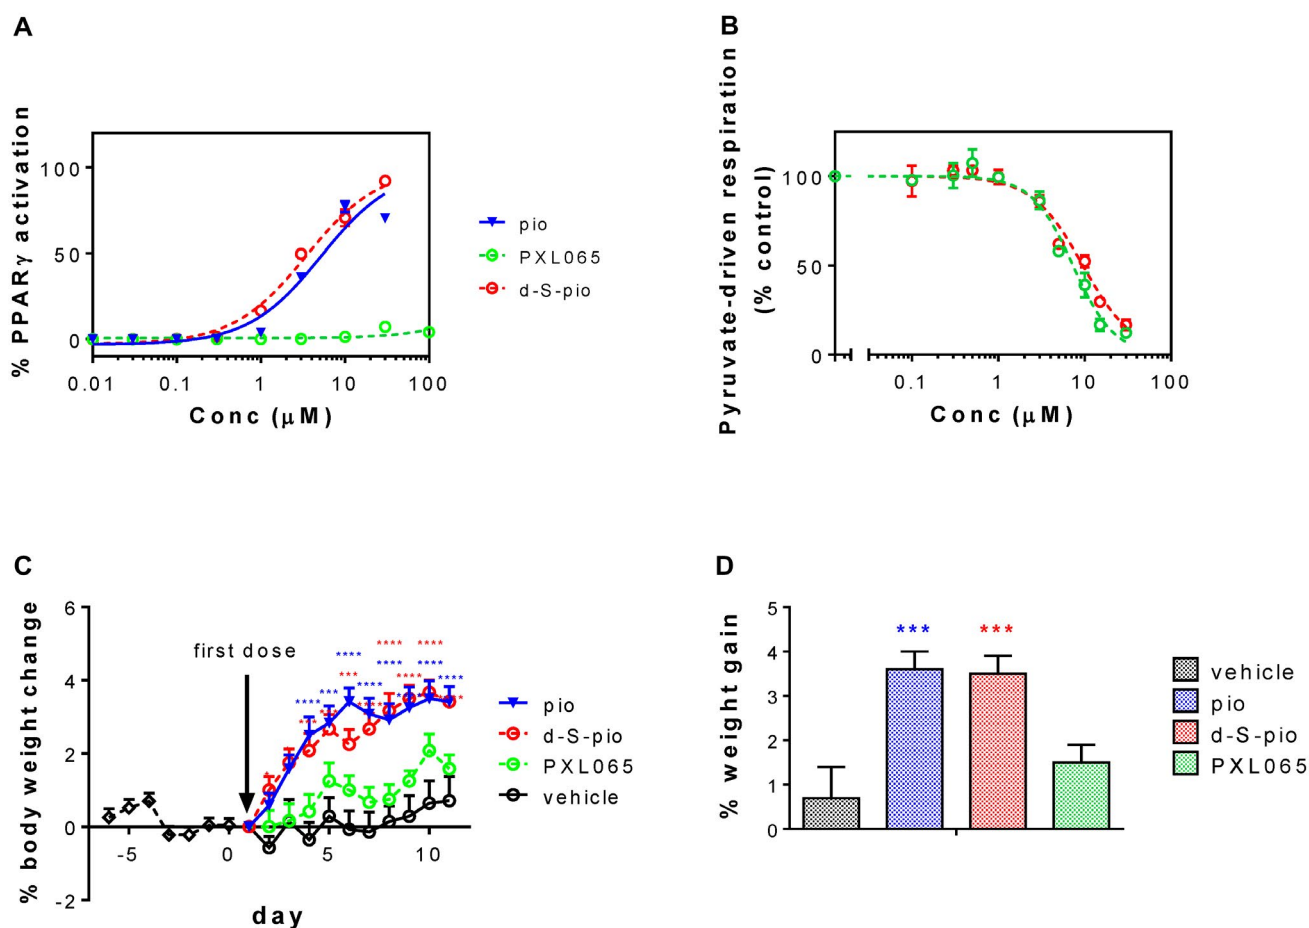 A
% PPARγ activation
100
50
0
0.01 0.1 1 10 100
Conc (μM)
pio
PXL065
d-S-pio
B
Pyruvate-driven respiration
(% control)
100
50
0
0.1 1 10 100
Conc (μM)
C
% body weight change
6
4
2
0
-2
-5 0 5 10
day
first dose
pio
d-S-pio
PXL065
vehicle
D
% weight gain
5
4
3
2
1
0
*** ***
vehicle
pio
d-S-pio
PXL065